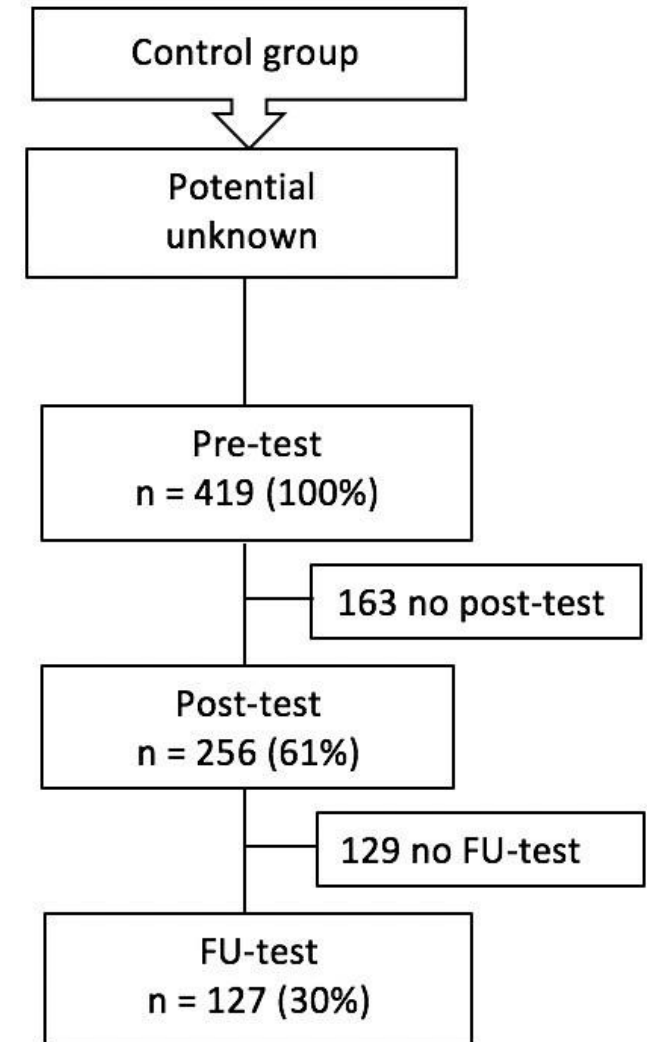 Control group
Potential
unknown
Pre-test
n = 419 (100%)
163 no post-test
Post-test
n = 256 (61%)
129 no FU-test
FU-test
n = 127 (30%)